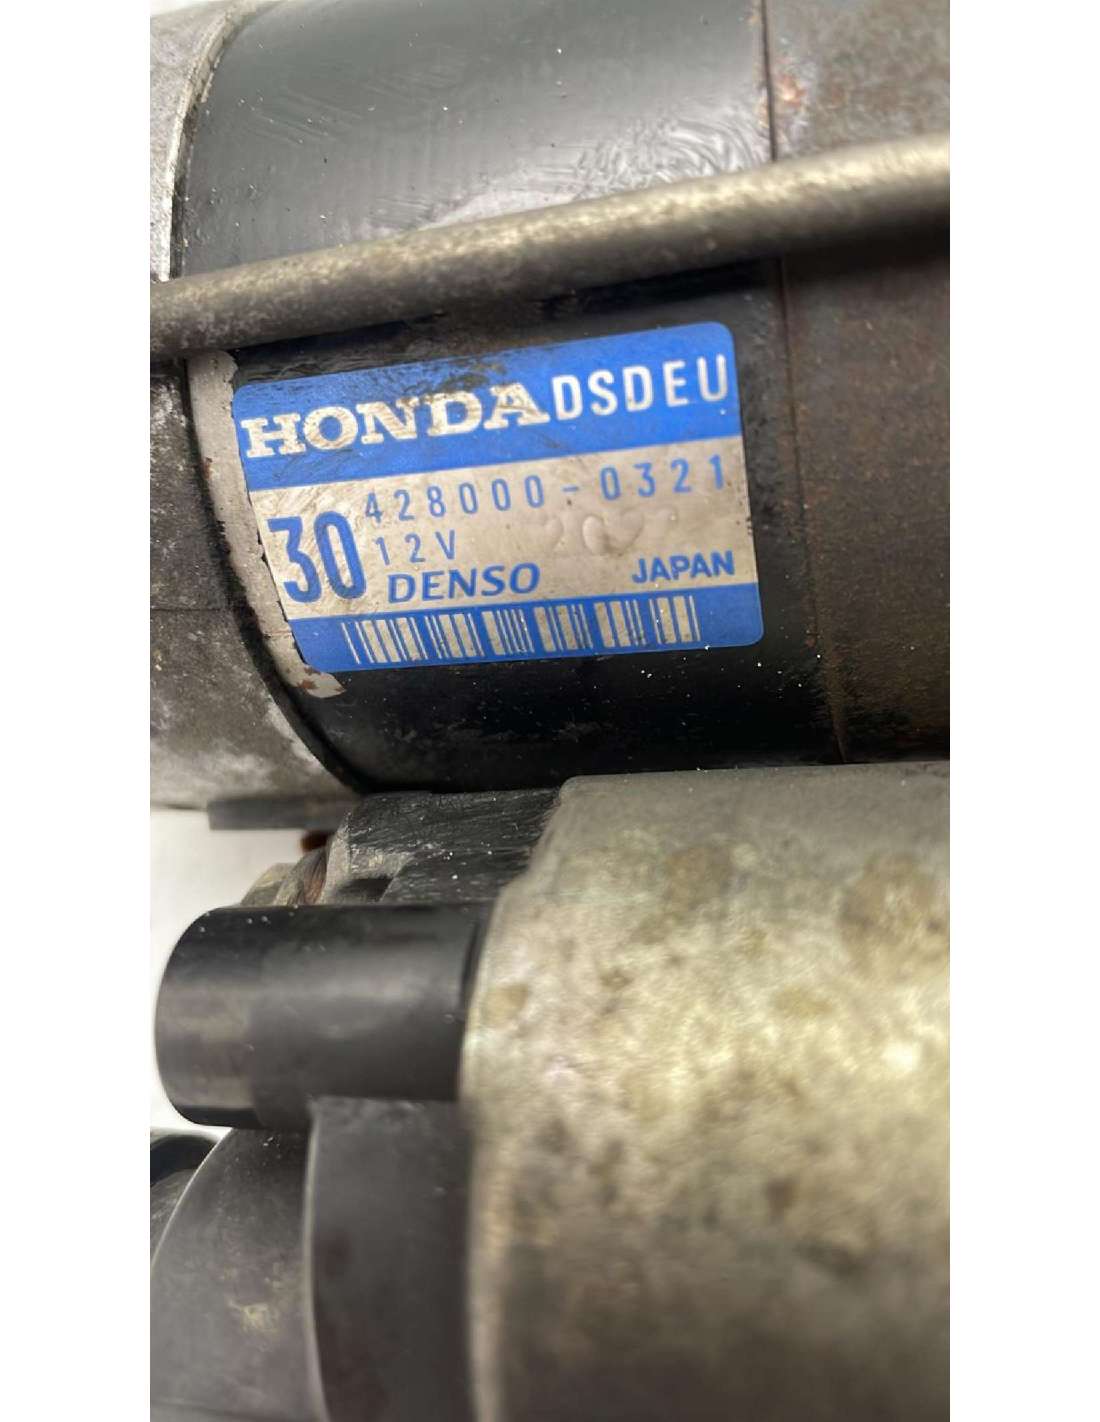 HONDA DSDEU
428000-0321
30 12V
DENSO JAPAN